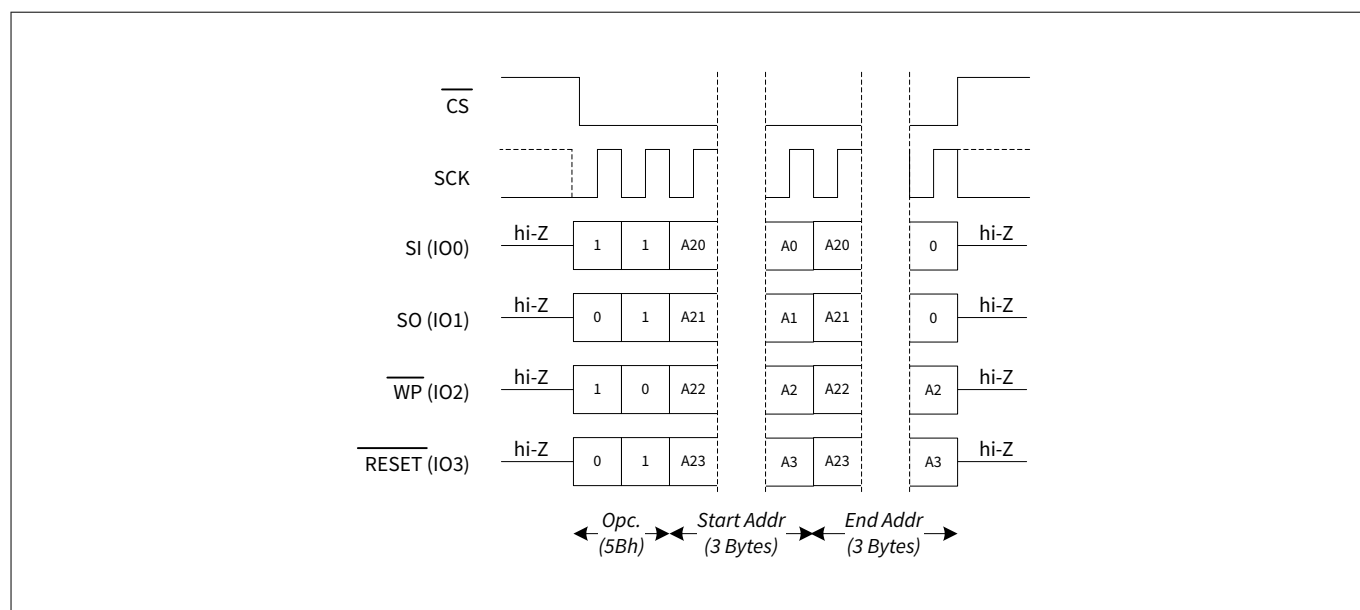 CS
SCK
SI (IO0) hi-Z 1 1 A20 A0 A20 0 hi-Z
SO (IO1) hi-Z 0 1 A21 A1 A21 0 hi-Z
WP (IO2) hi-Z 1 0 A22 A2 A22 A2 hi-Z
RESET (IO3) hi-Z 0 1 A23 A3 A23 A3 hi-Z
Opc. Start Addr End Addr
(5Bh) (3 Bytes) (3 Bytes)